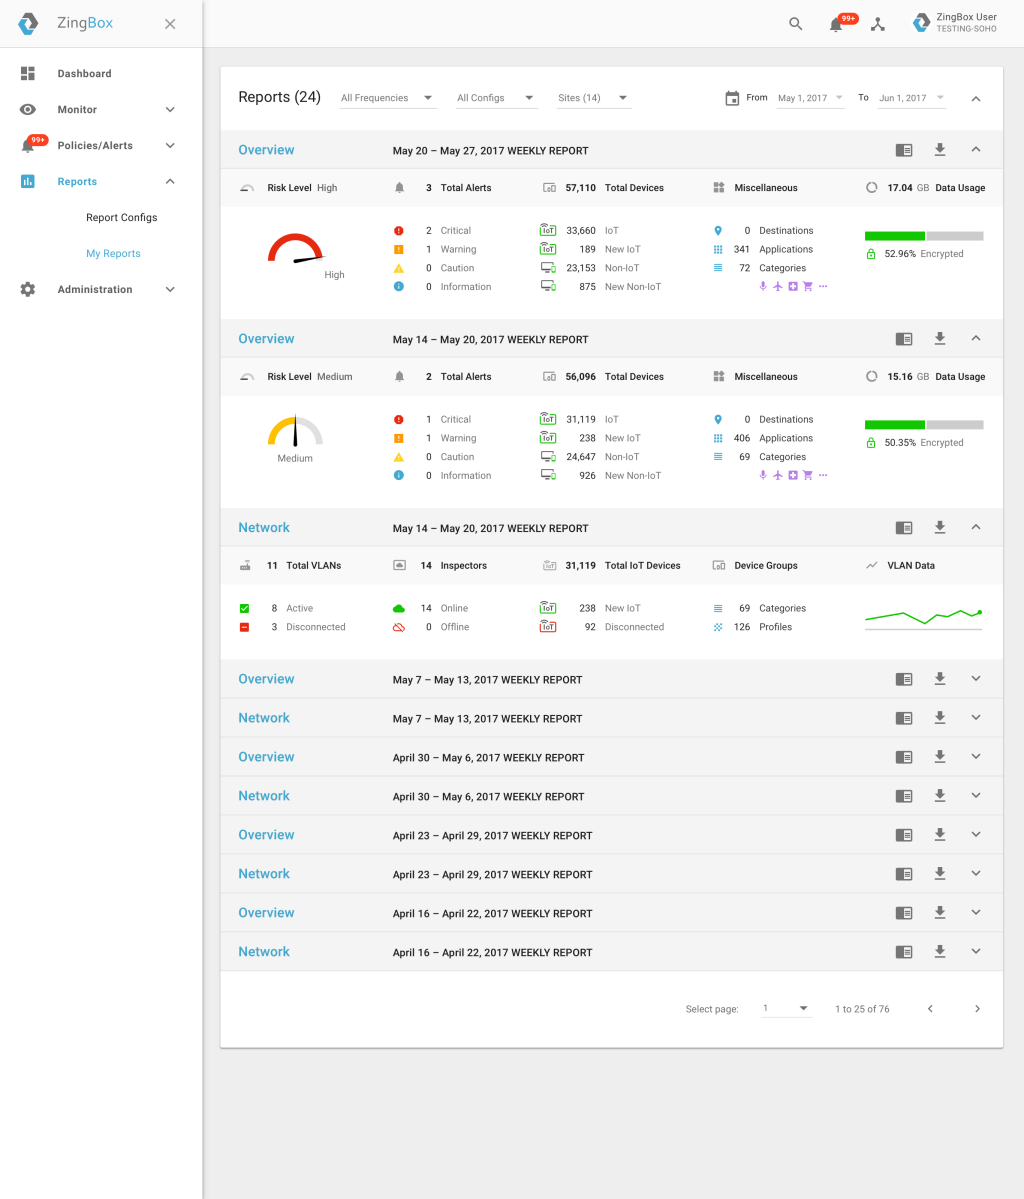 ZingBox
99+
ZingBox User
TESTING-SOHO
Dashboard
Monitor
99+
Policies/Alerts
Reports
Report Configs
My Reports
Administration
Reports (24)
All Frequencies
All Configs
Sites (14)
From
May 1, 2017
To
Jun 1, 2017
Overview
May 20 – May 27, 2017 WEEKLY REPORT
Risk Level High
3 Total Alerts
57,110 Total Devices
Miscellaneous
17.04 GB Data Usage
High
2 Critical
1 Warning
0 Caution
0 Information
IoT 33,660 IoT
IoT 189 New IoT
23,153 Non-IoT
875 New Non-IoT
0 Destinations
341 Applications
72 Categories
52.96% Encrypted
Overview
May 14 – May 20, 2017 WEEKLY REPORT
Risk Level Medium
2 Total Alerts
56,096 Total Devices
Miscellaneous
15.16 GB Data Usage
Medium
1 Critical
1 Warning
0 Caution
0 Information
IoT 31,119 IoT
IoT 238 New IoT
24,647 Non-IoT
926 New Non-IoT
0 Destinations
406 Applications
69 Categories
50.35% Encrypted
Network
May 14 – May 20, 2017 WEEKLY REPORT
11 Total VLANs
14 Inspectors
IoT 31,119 Total IoT Devices
Device Groups
VLAN Data
8 Active
3 Disconnected
14 Online
0 Offline
IoT 238 New IoT
IoT 92 Disconnected
69 Categories
126 Profiles
Overview
May 7 – May 13, 2017 WEEKLY REPORT
Network
May 7 – May 13, 2017 WEEKLY REPORT
Overview
April 30 – May 6, 2017 WEEKLY REPORT
Network
April 30 – May 6, 2017 WEEKLY REPORT
Overview
April 23 – April 29, 2017 WEEKLY REPORT
Network
April 23 – April 29, 2017 WEEKLY REPORT
Overview
April 16 – April 22, 2017 WEEKLY REPORT
Network
April 16 – April 22, 2017 WEEKLY REPORT
Select page:
1
1 to 25 of 76